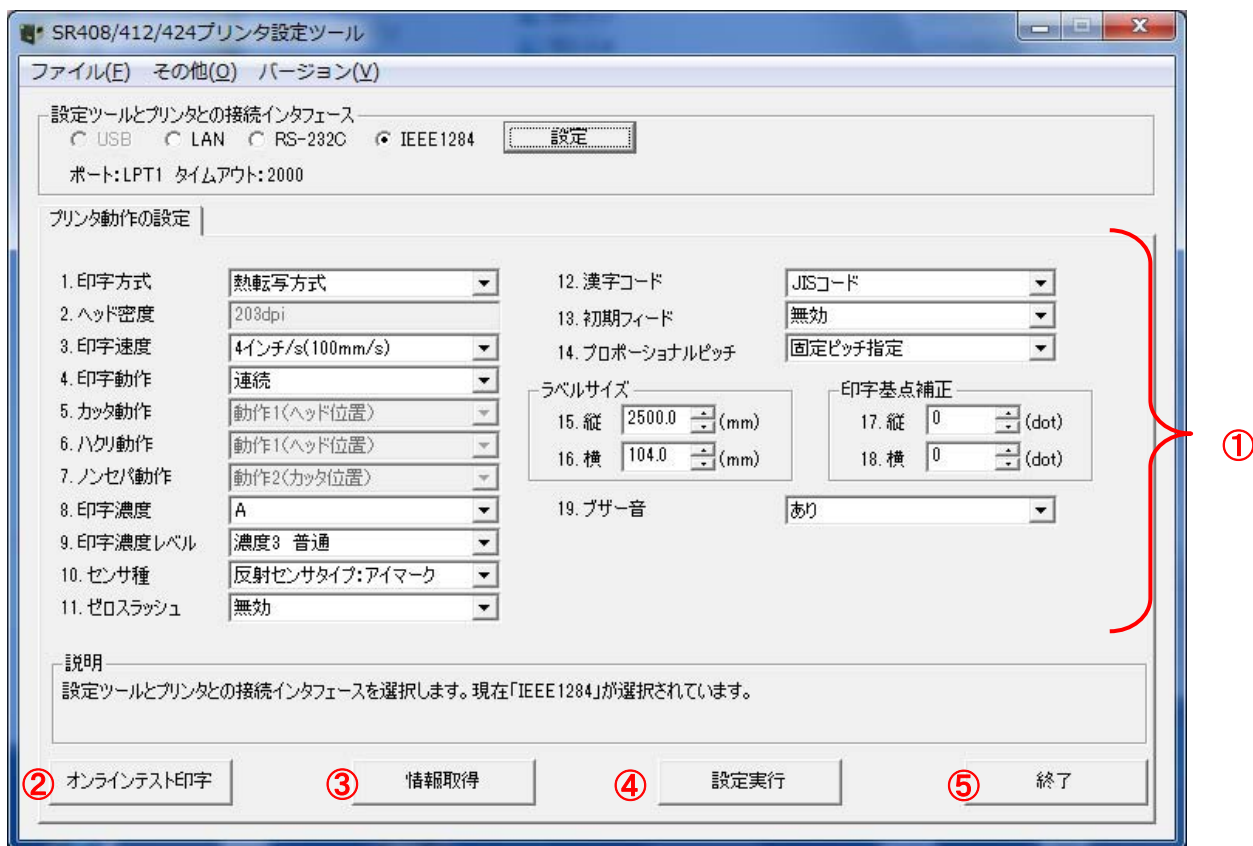 SR408/412/424プリンタ設定ツール
ファイル(F) その他(O) バージョン(V)
設定ツールとプリンタとの接続インタフェース
USB LAN RS-232C IEEE1284 設定
ポート:LPT1 タイムアウト:2000
プリンタ動作の設定
1.印字方式 熱転写方式
2.ヘッド密度 203dpi
3.印字速度 4インチ/s(100mm/s)
4.印字動作 連続
5.カッタ動作 動作1(ヘッド位置)
6.ハクリ動作 動作1(ヘッド位置)
7.ノンセパ動作 動作2(カッタ位置)
8.印字濃度 A
9.印字濃度レベル 濃度3 普通
10.センサ種 反射センサタイプ:アイマーク
11.ゼロスラッシュ 無効
12.漢字コード JISコード
13.初期フィード 無効
14.プロポーショナルピッチ 固定ピッチ指定
ラベルサイズ
15.縦 2500.0 (mm)
16.横 104.0 (mm)
印字基点補正
17.縦 0 (dot)
18.横 0 (dot)
19.ブザー音 あり
①
説明
設定ツールとプリンタとの接続インタフェースを選択します。現在「IEEE1284」が選択されています。
② オンラインテスト印字 ③ 情報取得 ④ 設定実行 ⑤ 終了